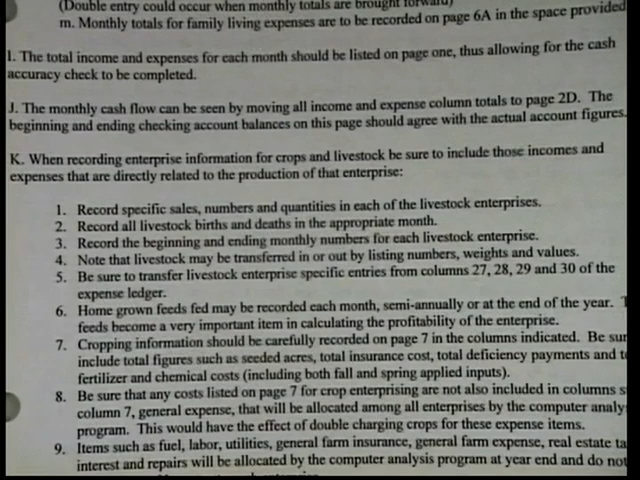 (Double entry could occur when monthly totals are brought forward)
m. Monthly totals for family living expenses are to be recorded on page 6A in the space provided
I. The total income and expenses for each month should be listed on page one, thus allowing for the cash
accuracy check to be completed.
J. The monthly cash flow can be seen by moving all income and expense column totals to page 2D. The
beginning and ending checking account balances on this page should agree with the actual account figures.
K. When recording enterprise information for crops and livestock be sure to include those incomes and
expenses that are directly related to the production of that enterprise:
1. Record specific sales, numbers and quantities in each of the livestock enterprises.
2. Record all livestock births and deaths in the appropriate month.
3. Record the beginning and ending monthly numbers for each livestock enterprise.
4. Note that livestock may be transferred in or out by listing numbers, weights and values.
5. Be sure to transfer livestock enterprise specific entries from columns 27, 28, 29 and 30 of the
expense ledger.
6. Home grown feeds fed may be recorded each month, semi-annually or at the end of the year.
feeds become a very important item in calculating the profitability of the enterprise.
7. Cropping information should be carefully recorded on page 7 in the columns indicated. Be sur
include total figures such as seeded acres, total insurance cost, total deficiency payments and t
fertilizer and chemical costs (including both fall and spring applied inputs).
8. Be sure that any costs listed on page 7 for crop enterprising are not also included in columns s
column 7, general expense, that will be allocated among all enterprises by the computer analy
program. This would have the effect of double charging crops for these expense items.
9. Items such as fuel, labor, utilities, general farm insurance, general farm expense, real estate ta
interest and repairs will be allocated by the computer analysis program at year end and do not